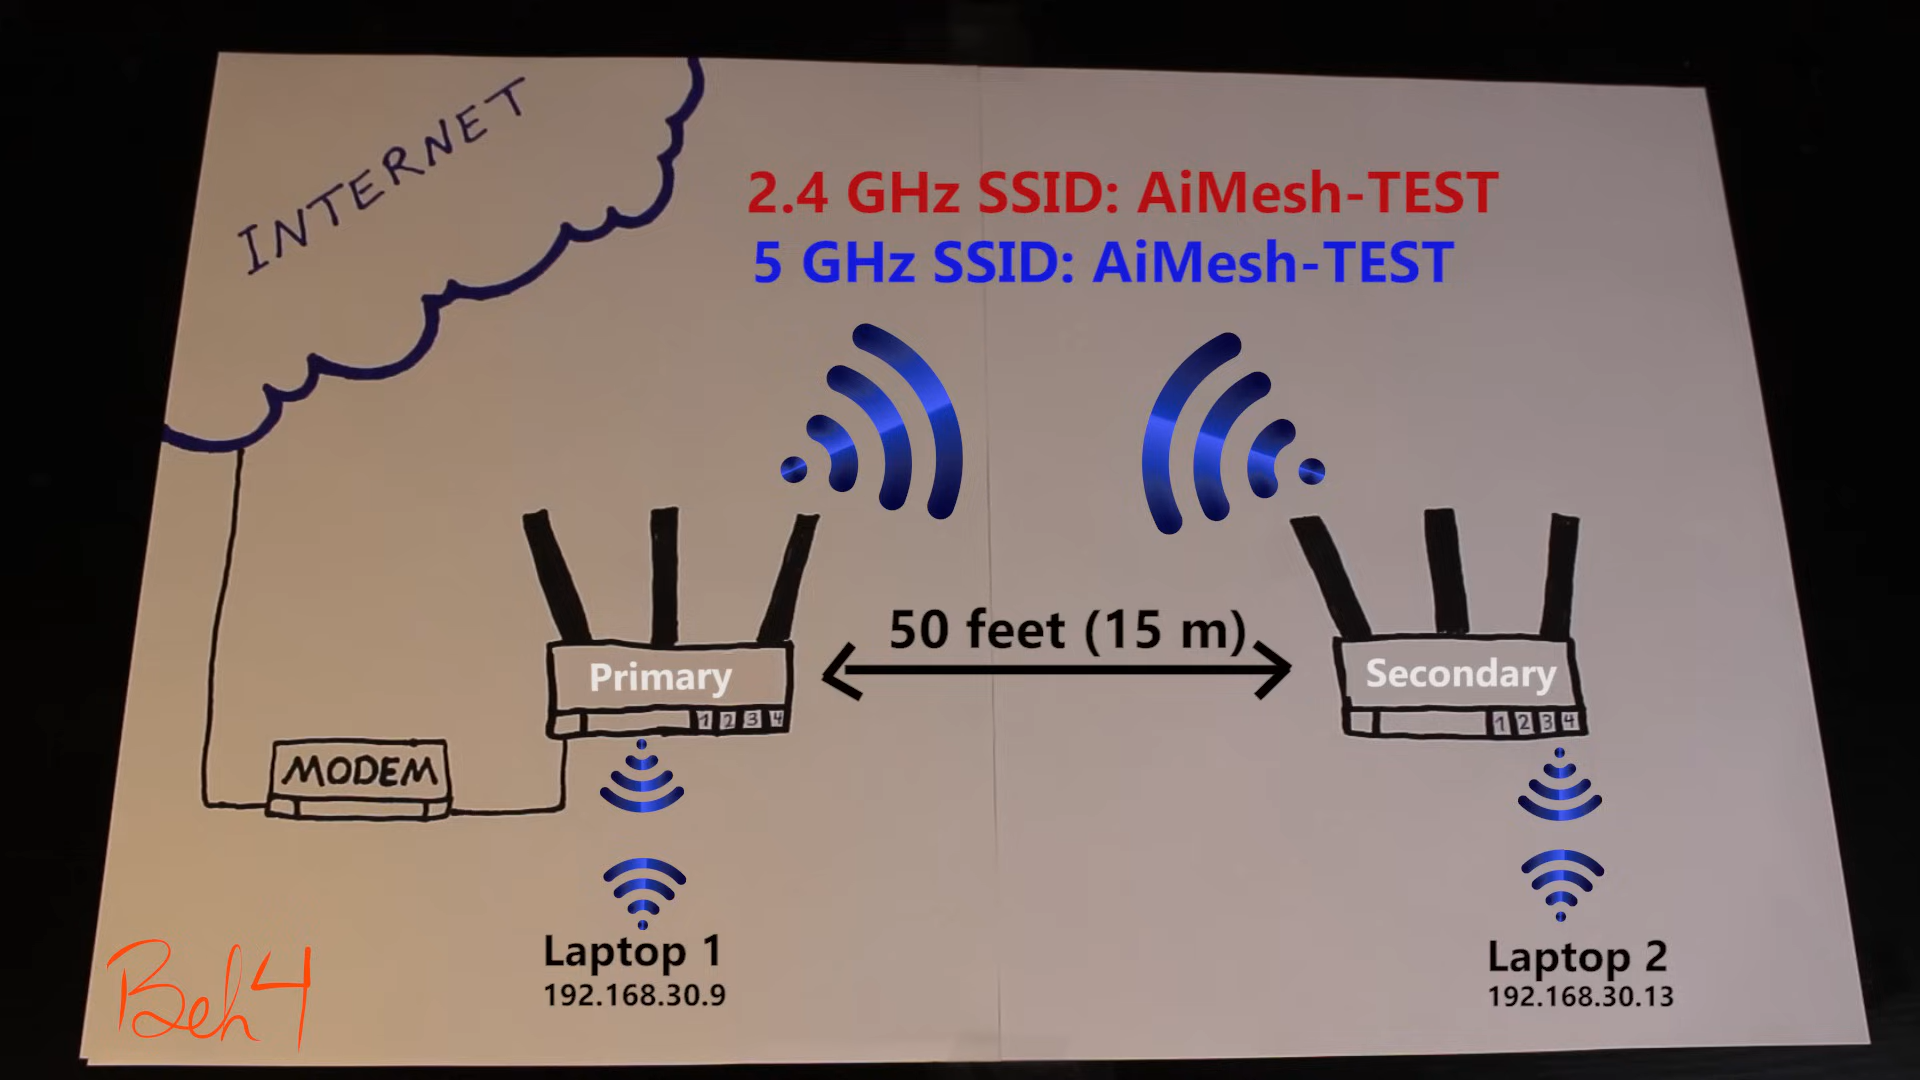 INTERNET
2.4 GHz SSID: AiMesh-TEST
5 GHz SSID: AiMesh-TEST
50 feet (15 m)
Primary
1 2 3 4
Secondary
1 2 3 4
MODEM
Laptop 1
192.168.30.9
Laptop 2
192.168.30.13
Beh4